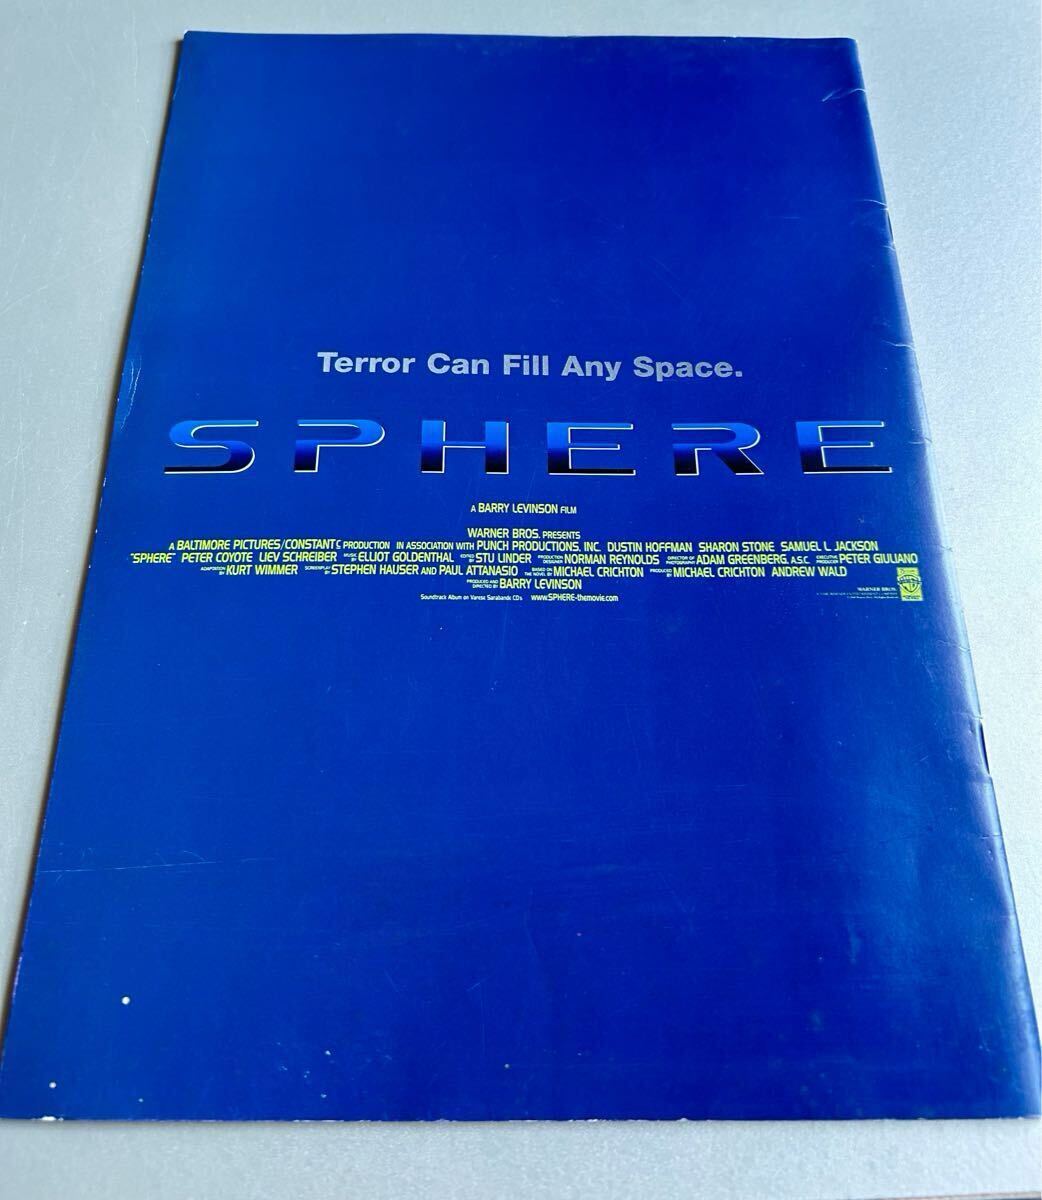 Terror Can Fill Any Space.
SPHERE
A BARRY LEVINSON FILM
WARNER BROS. PRESENTS
A BALTIMORE PICTURES/CONSTANT C PRODUCTION IN ASSOCIATION WITH PUNCH PRODUCTIONS, INC. DUSTIN HOFFMAN SHARON STONE SAMUEL L. JACKSON
"SPHERE" PETER COYOTE LIEV SCHREIBER MUSIC BY ELLIOT GOLDENTHAL EDITED BY STU LINDER PRODUCTION DESIGNER NORMAN REYNOLDS DIRECTOR OF PHOTOGRAPHY ADAM GREENBERG, A.S.C. EXECUTIVE PRODUCER PETER GIULIANO
ADAPTATION BY KURT WIMMER SCREENPLAY BY STEPHEN HAUSER AND PAUL ATTANASIO BASED ON THE NOVEL BY MICHAEL CRICHTON PRODUCED BY MICHAEL CRICHTON ANDREW WALD
PRODUCED AND DIRECTED BY BARRY LEVINSON
Soundtrack Album on Varese Sarabande CDs www.SPHERE-themovie.com
WARNER BROS.